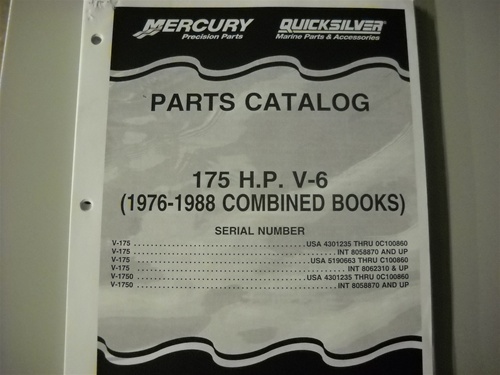 MERCURY QUICKSILVER
Precision Parts Marine Parts & Accessories
PARTS CATALOG
175 H.P. V-6
(1976-1988 COMBINED BOOKS)
SERIAL NUMBER
V-175 USA 4301235 THRU 0C100860
V-175 INT 8058870 AND UP
V-175 USA 5190663 THRU C100860
V-175 INT 8062310 & UP
V-1750 USA 4301235 THRU 0C100860
V-1750 INT 8058870 AND UP